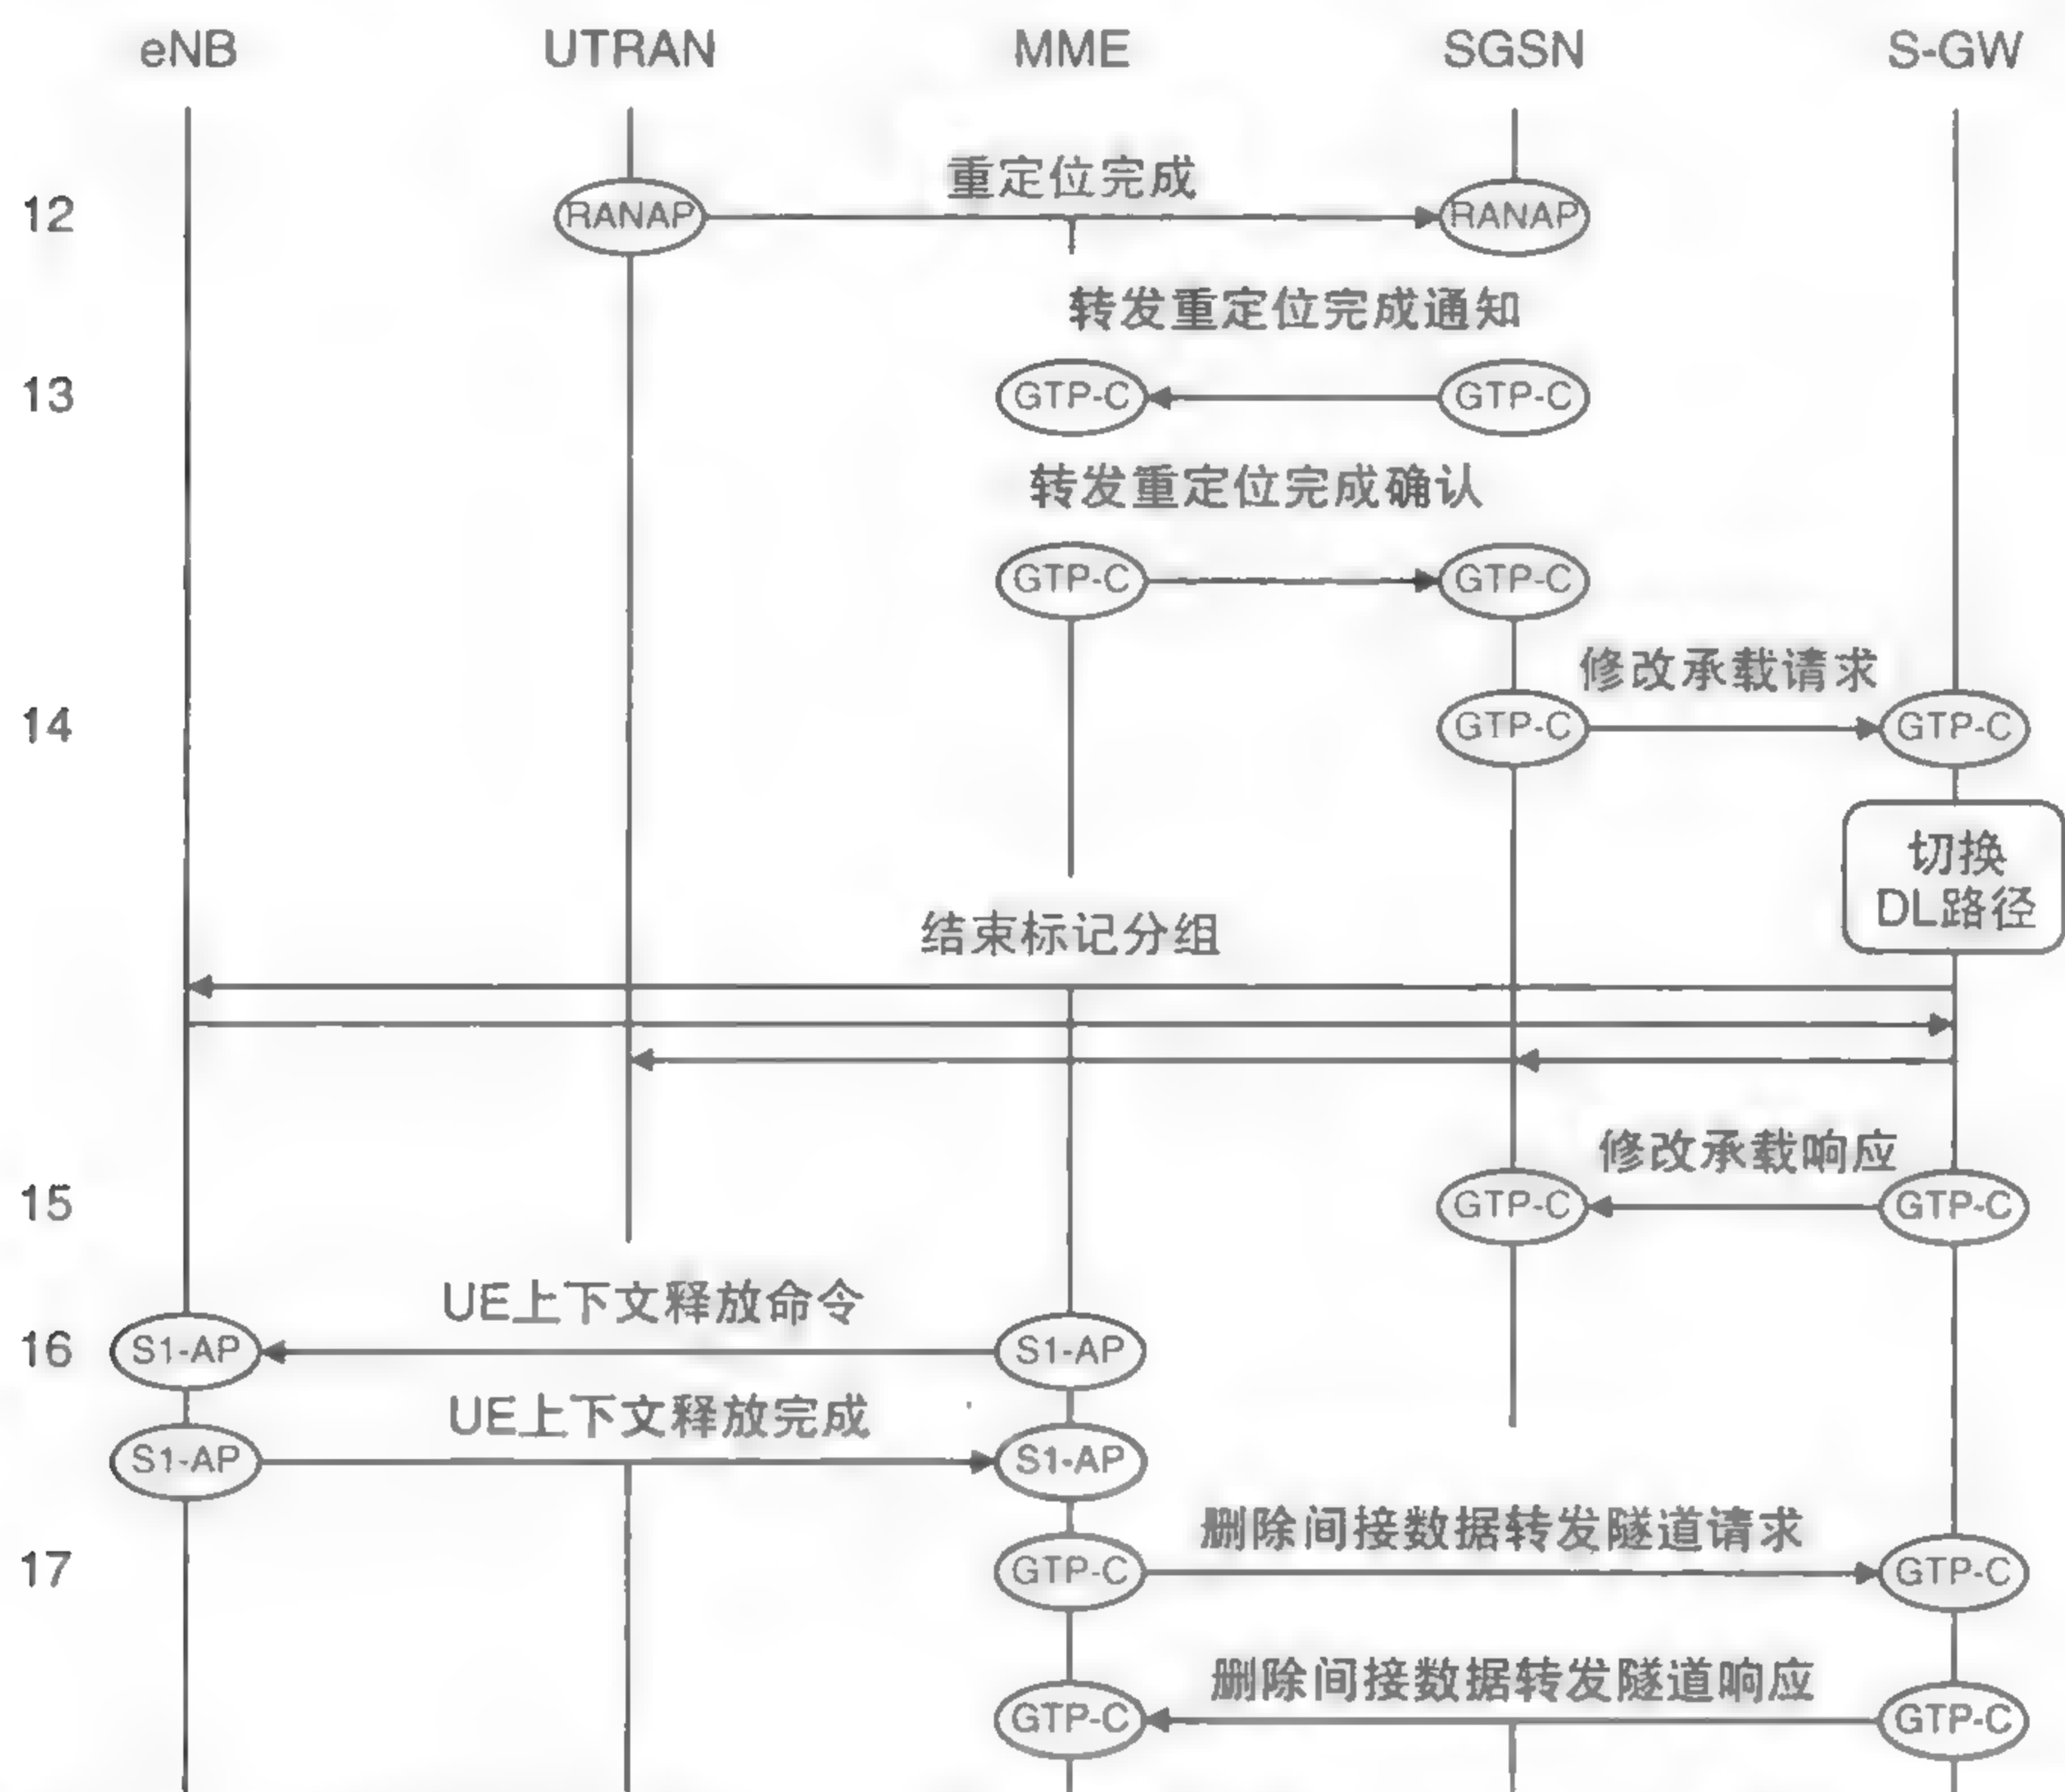 eNB UTRAN MME SGSN S-GW
重定位完成
12 RANAP RANAP
转发重定位完成通知
13 GTP-C GTP-C
转发重定位完成确认
GTP-C GTP-C
修改承载请求
14 GTP-C GTP-C
切换
DL路径
结束标记分组
修改承载响应
15 GTP-C GTP-C
UE上下文释放命令
16 S1-AP S1-AP
UE上下文释放完成
S1-AP S1-AP
删除间接数据转发隧道请求
17 GTP-C GTP-C
删除间接数据转发隧道响应
GTP-C GTP-C